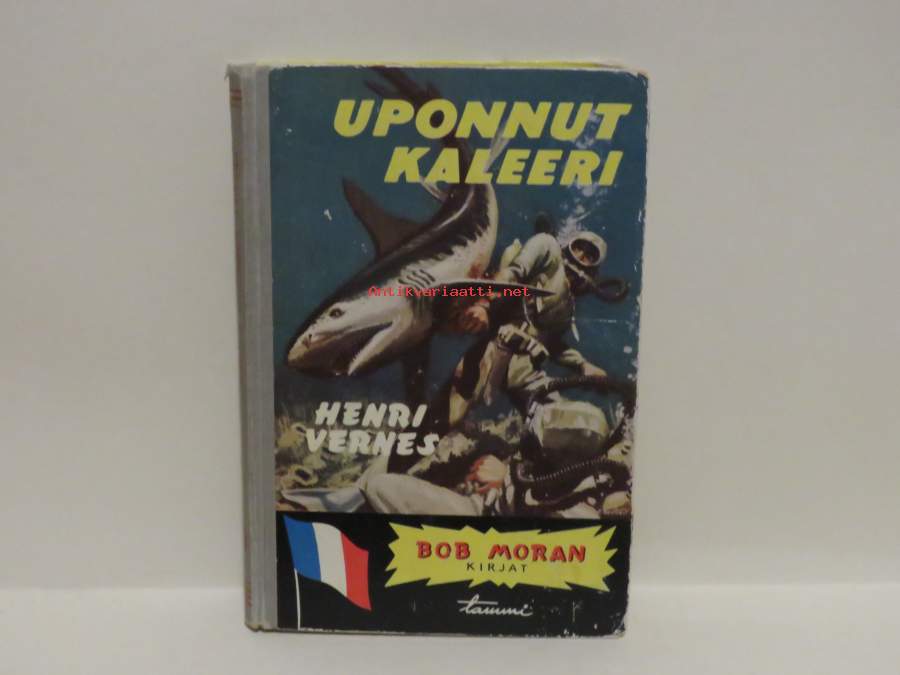 UPONNUT
KALEERI
Antikvariaatti.net
HENRI
VERNES
BOB MORAN
KIRJAT
tammi